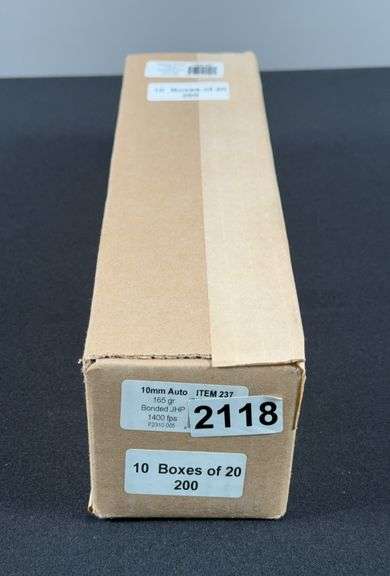 10 Boxes of 20
200
10mm Auto ITEM 237
165 gr
Bonded JHP
1400 fps
2118
10 Boxes of 20
200